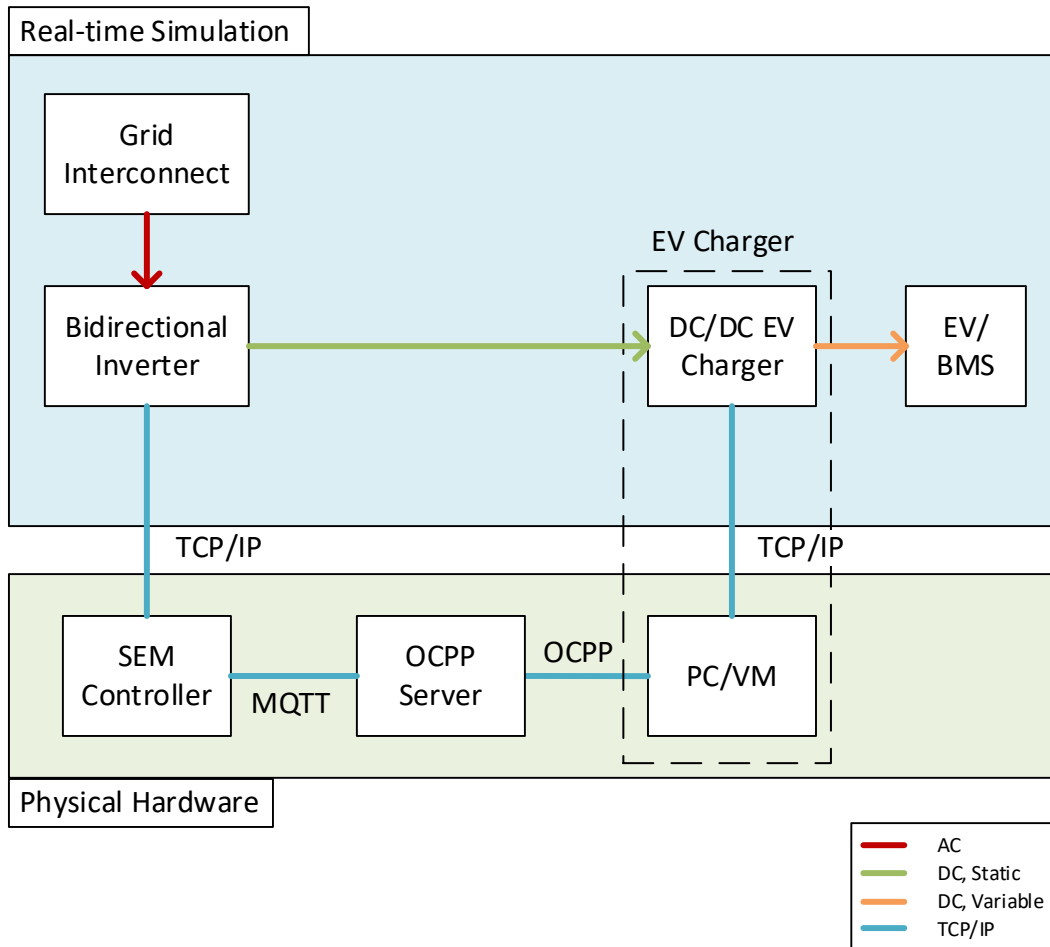 Real-time Simulation
Grid
Interconnect
EV Charger
Bidirectional
Inverter
DC/DC EV
Charger
EV/
BMS
TCP/IP
TCP/IP
SEM
Controller
MQTT
OCPP
Server
OCPP
PC/VM
Physical Hardware
AC
DC, Static
DC, Variable
TCP/IP